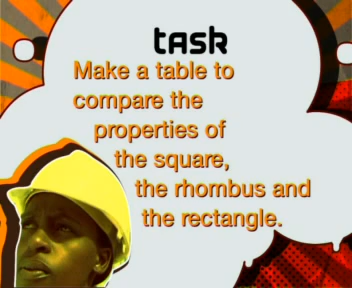 task
Make a table to
compare the
properties of
the square,
the rhombus and
the rectangle.